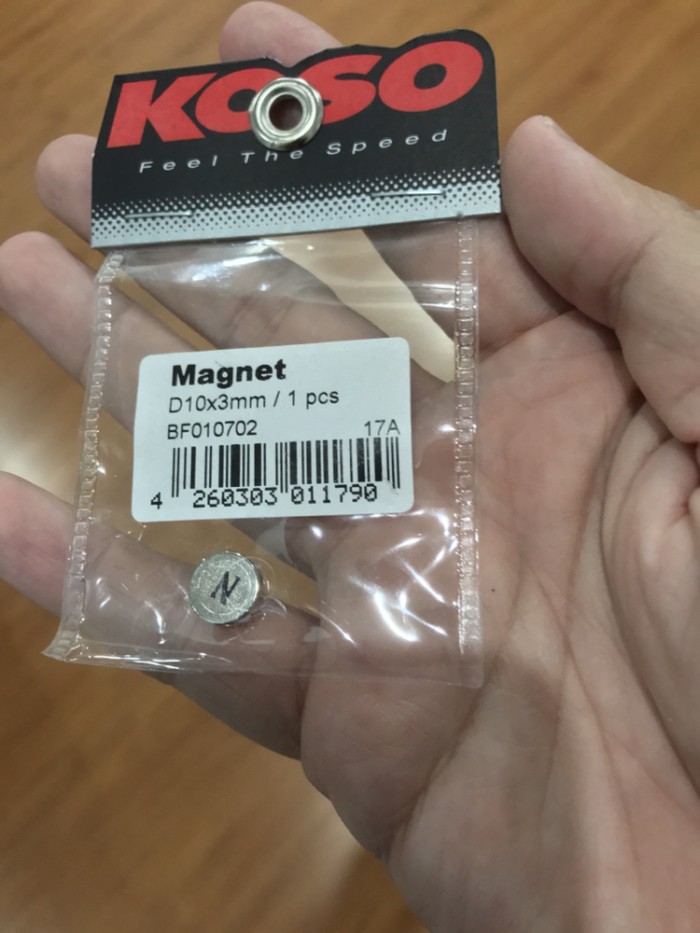 KOSO
Feel The Speed
Magnet
D10x3mm / 1 pcs
BF010702 17A
4 260303 011790
N